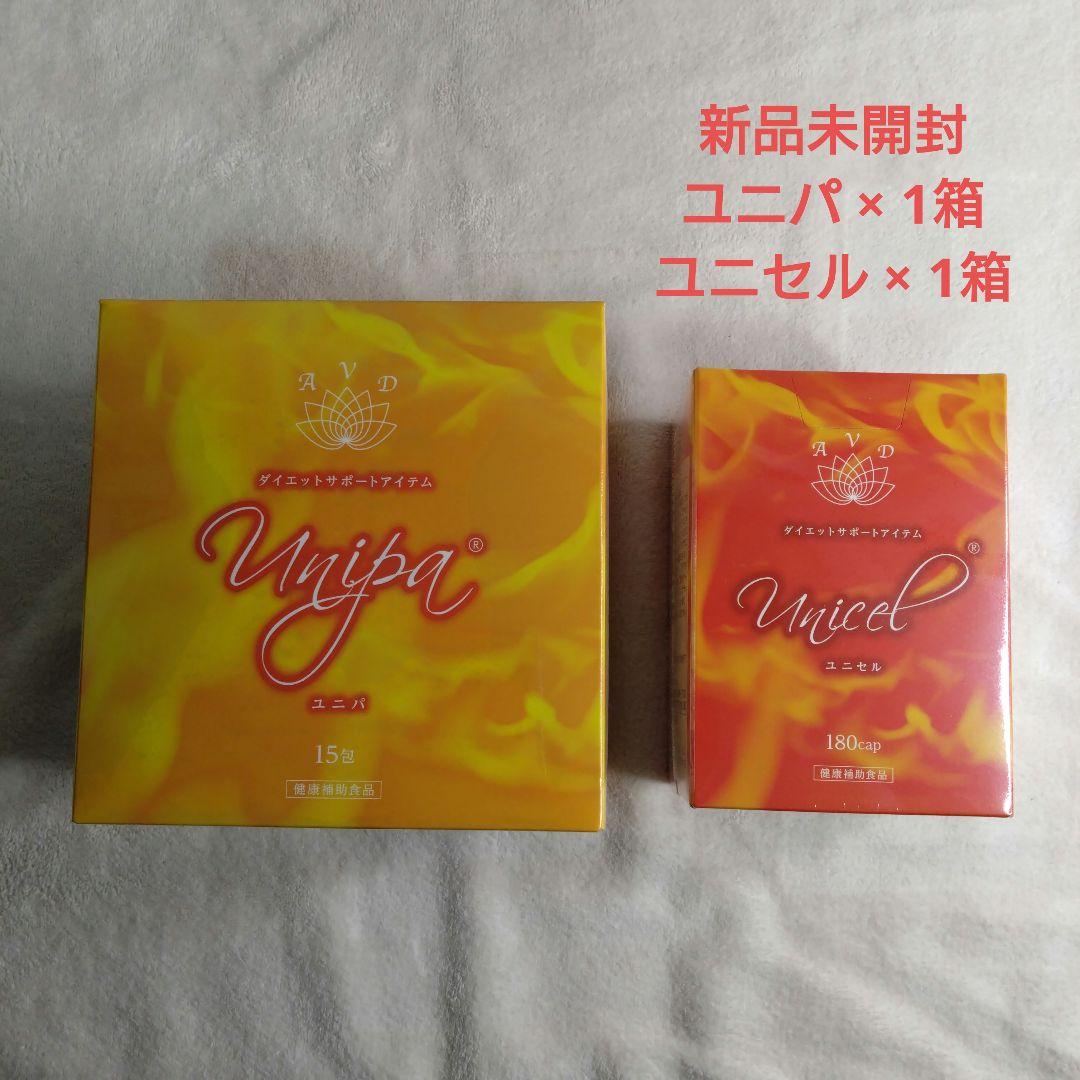 新品未開封
ユニパ × 1箱
ユニセル × 1箱
AVD
ダイエットサポートアイテム
Unipa®
ユニパ
15包
健康補助食品
AVD
ダイエットサポートアイテム
Unicel®
ユニセル
180cap
健康補助食品